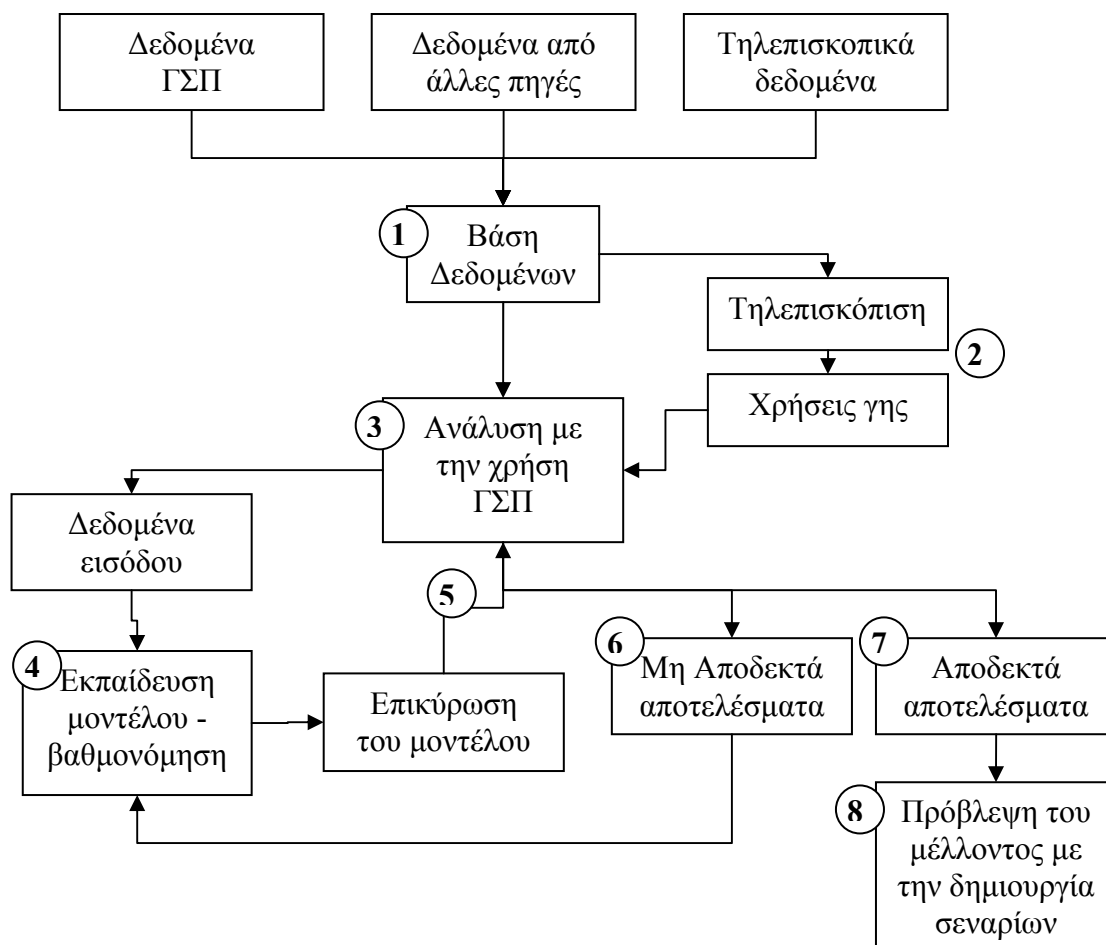 Δεδομένα
ΓΣΠ
Δεδομένα από
άλλες πηγές
Τηλεπισκοπικά
δεδομένα
1
Βάση
Δεδομένων
Τηλεπισκόπιση
2
Χρήσεις γης
3
Ανάλυση με
την χρήση
ΓΣΠ
Δεδομένα
εισόδου
5
4
Εκπαίδευση
μοντέλου -
βαθμονόμηση
Επικύρωση
του μοντέλου
6
Μη Αποδεκτά
αποτελέσματα
7
Αποδεκτά
αποτελέσματα
8
Πρόβλεψη του
μέλλοντος με
την δημιουργία
σεναρίων